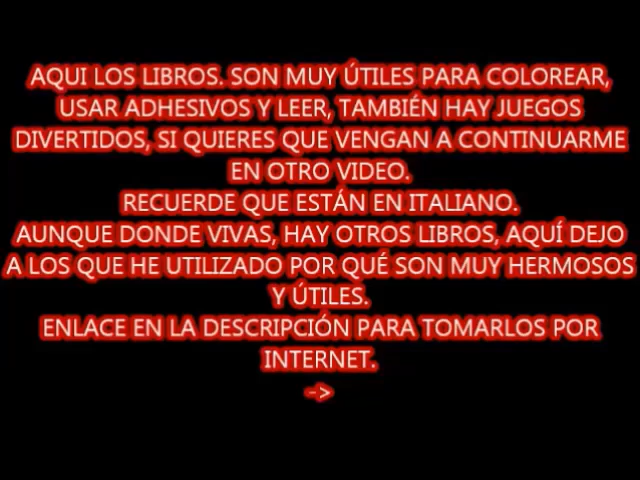 AQUI LOS LIBROS. SON MUY ÚTILES PARA COLOREAR,
USAR ADHESIVOS Y LEER, TAMBIÉN HAY JUEGOS
DIVERTIDOS, SI QUIERES QUE VENGAN A CONTINUARME
EN OTRO VIDEO.
RECUERDE QUE ESTÁN EN ITALIANO.
AUNQUE DONDE VIVAS, HAY OTROS LIBROS, AQUÍ DEJO
A LOS QUE HE UTILIZADO POR QUÉ SON MUY HERMOSOS
Y ÚTILES.
ENLACE EN LA DESCRIPCIÓN PARA TOMARLOS POR
INTERNET.
->